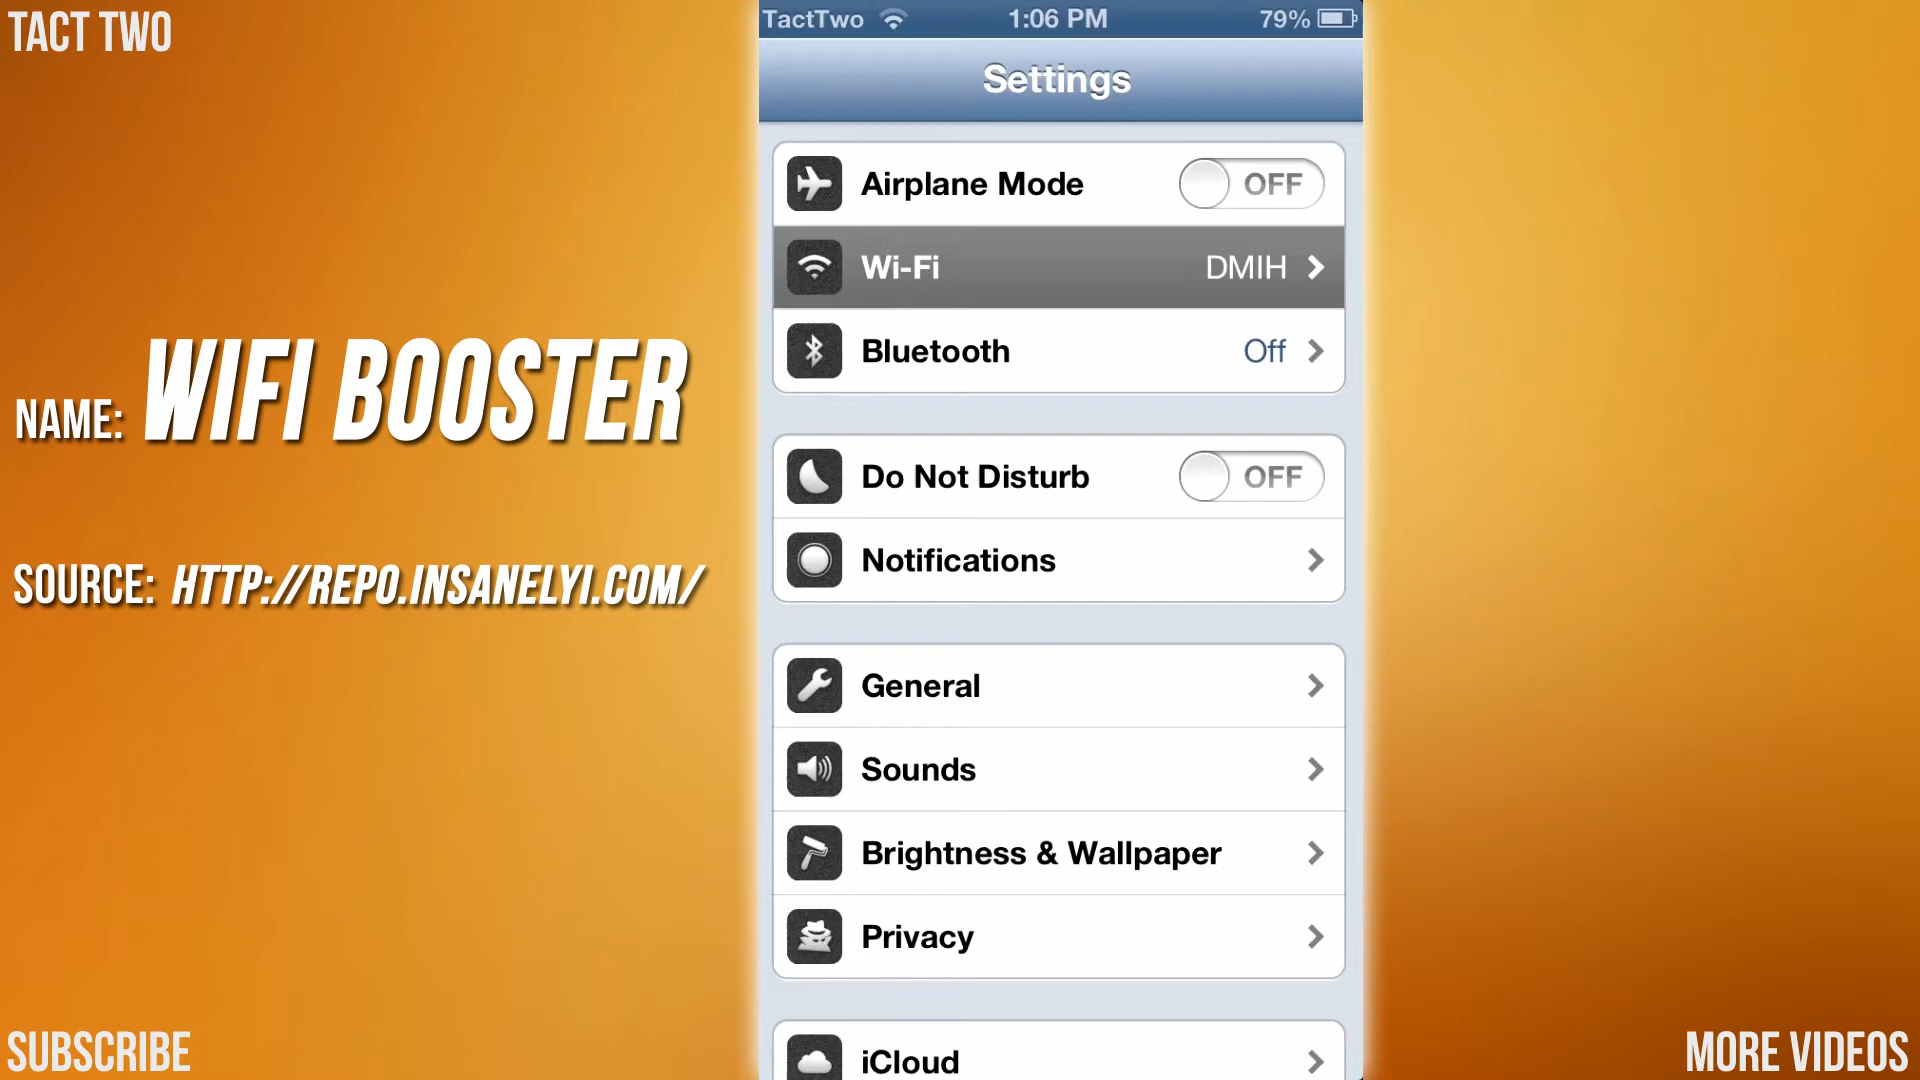 TACT TWO
NAME: WIFI BOOSTER
SOURCE: HTTP://REPO.INSANELYI.COM/
SUBSCRIBE
TactTwo 1:06 PM 79%
Settings
Airplane Mode OFF
Wi-Fi DMIH
Bluetooth Off
Do Not Disturb OFF
Notifications
General
Sounds
Brightness & Wallpaper
Privacy
iCloud
MORE VIDEOS